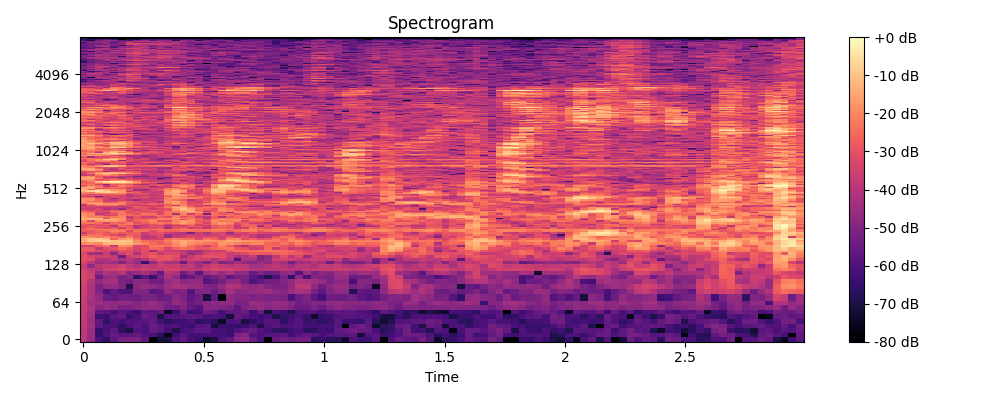 Spectrogram
Hz
4096
2048
1024
512
256
128
64
0
0
0.5
1
1.5
2
2.5
Time
+0 dB
-10 dB
-20 dB
-30 dB
-40 dB
-50 dB
-60 dB
-70 dB
-80 dB